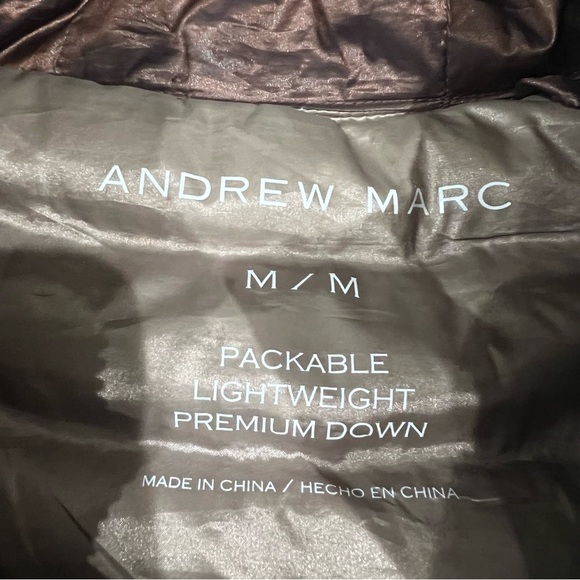 ANDREW MARC
M / M
PACKABLE
LIGHTWEIGHT
PREMIUM DOWN
MADE IN CHINA / HECHO EN CHINA